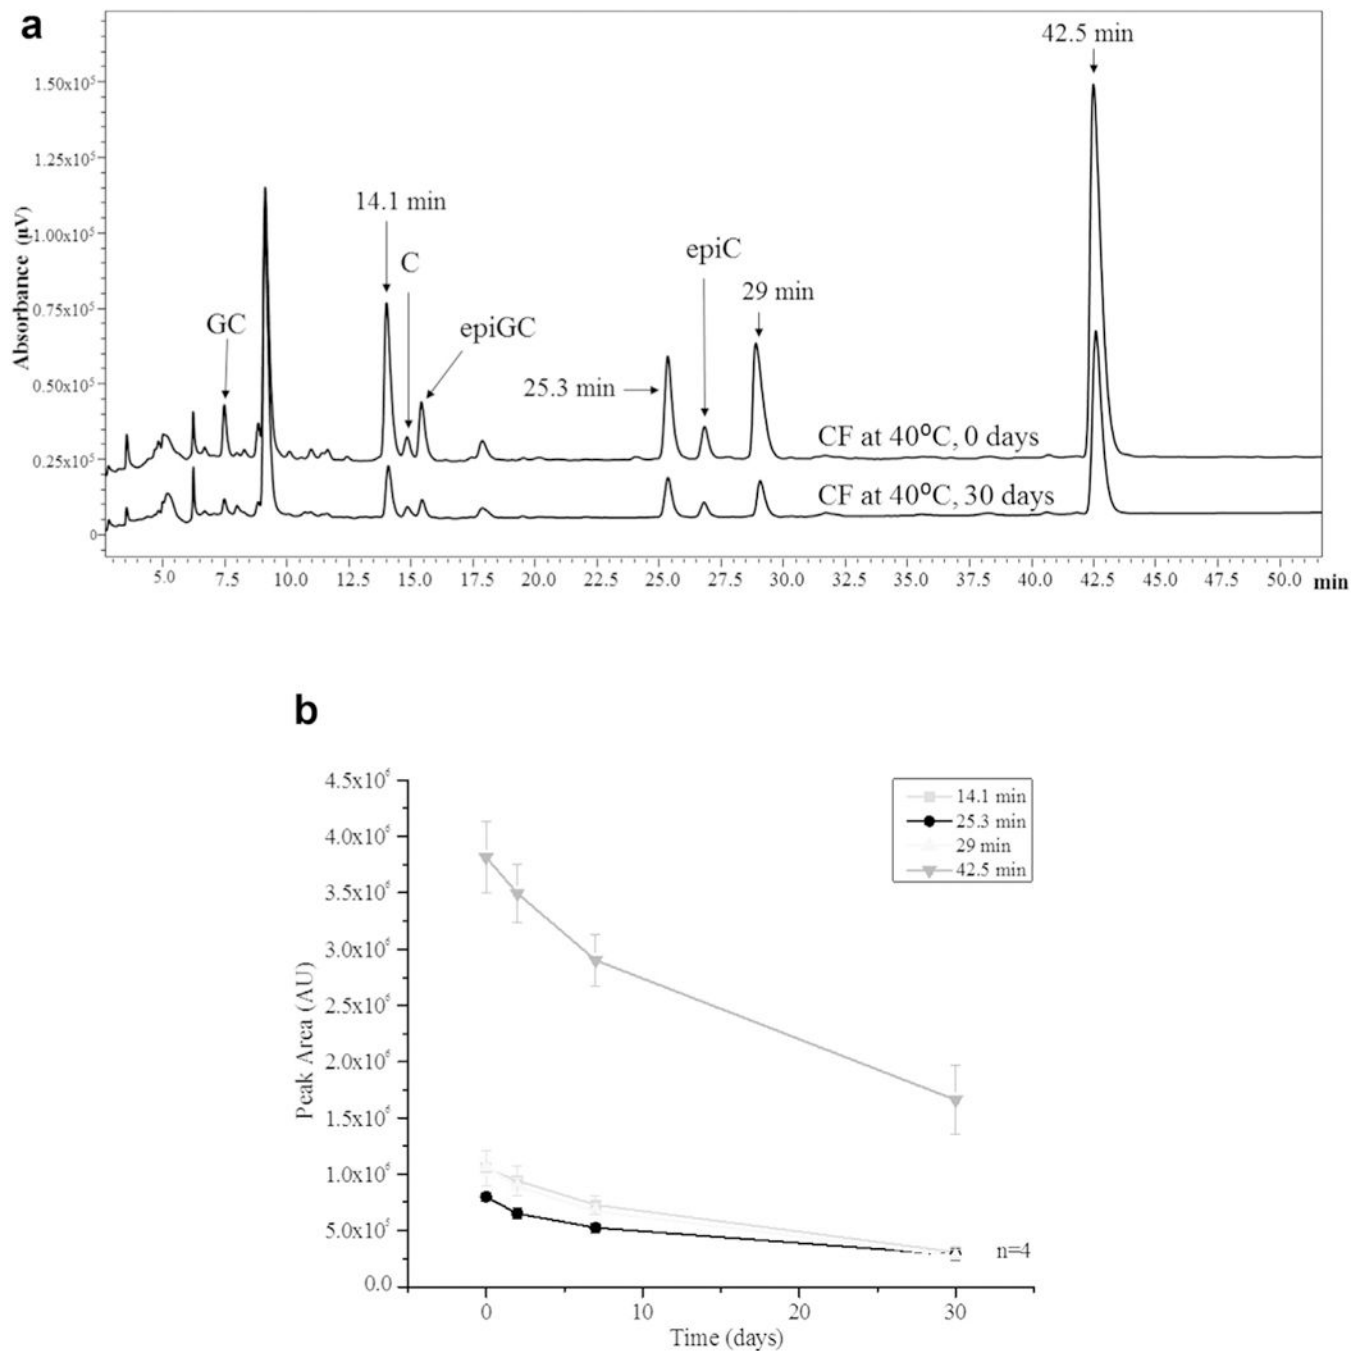 a
42.5 min
1.50x10⁵
1.25x10⁵
1.00x10⁵
0.75x10⁵
0.50x10⁵
0.25x10⁵
0
Absorbance (µV)
14.1 min
C
GC
epiGC
epiC
29 min
25.3 min
CF at 40ºC, 0 days
CF at 40ºC, 30 days
5.0 7.5 10.0 12.5 15.0 17.5 20.0 22.5 25.0 27.5 30.0 32.5 35.0 37.5 40.0 42.5 45.0 47.5 50.0 min
b
4.5x10⁶
4.0x10⁶
3.5x10⁶
3.0x10⁶
2.5x10⁶
2.0x10⁶
1.5x10⁶
1.0x10⁶
5.0x10⁵
0.0
Peak Area (AU)
14.1 min
25.3 min
29 min
42.5 min
n=4
0 10 20 30
Time (days)